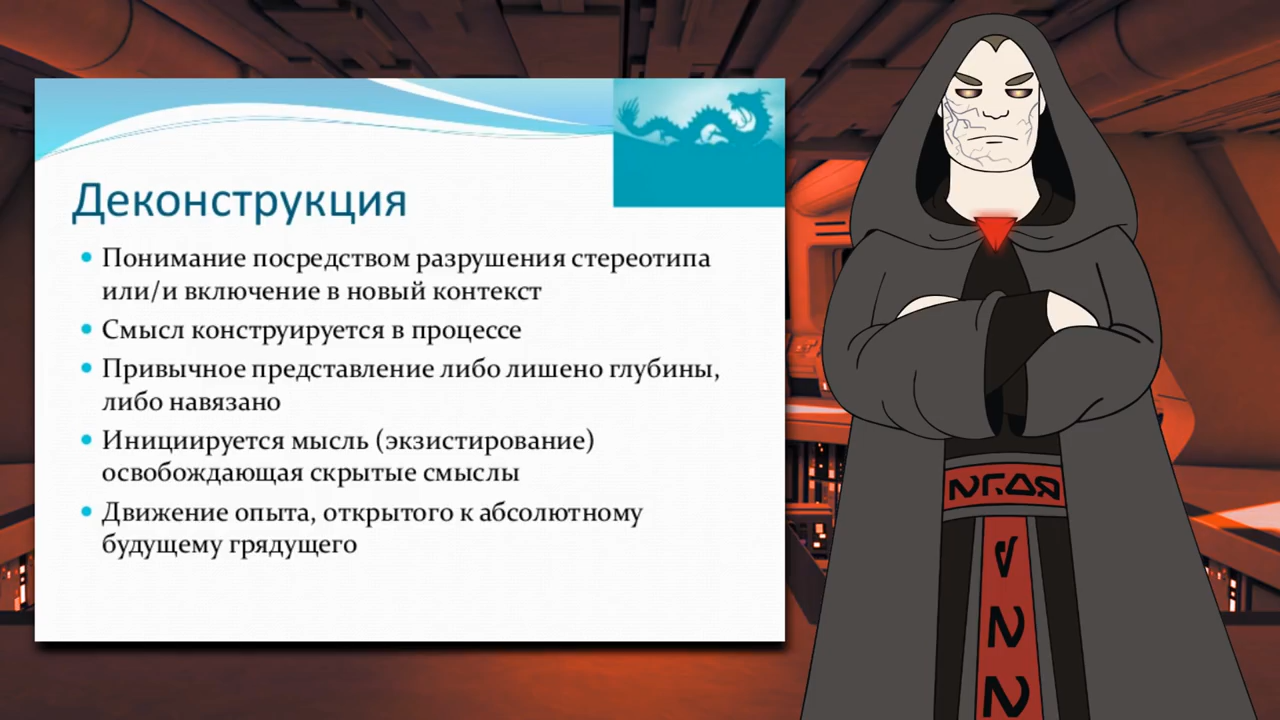 Деконструкция
• Понимание посредством разрушения стереотипа
или/и включение в новый контекст
• Смысл конструируется в процессе
• Привычное представление либо лишено глубины,
либо навязано
• Инициируется мысль (экзистирование)
освобождающая скрытые смыслы
• Движение опыта, открытого к абсолютному
будущему грядущего